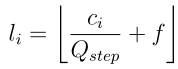 $l_i = \left\lfloor \frac{c_i}{Q_{step}} + f \right\rfloor$